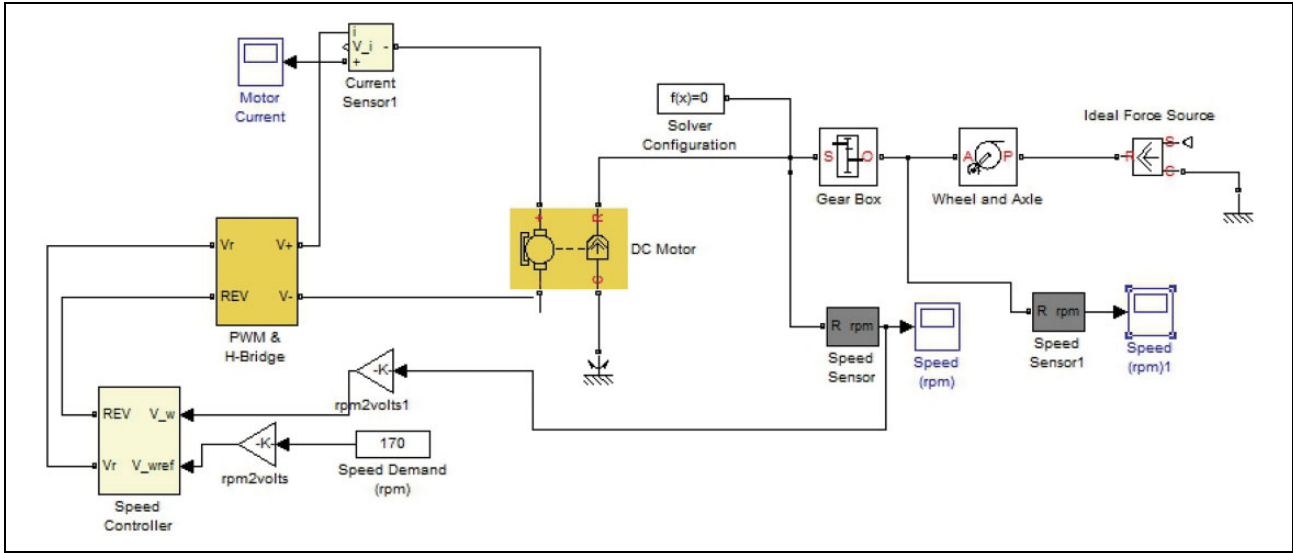 i
V_i -
+
Current
Sensor1
Motor
Current
f(x)=0
Solver
Configuration
Ideal Force Source
S
R
C
S O
Gear Box
A P
Wheel and Axle
+ R
DC Motor
C
Vr V+
REV V-
PWM &
H-Bridge
R rpm
Speed
Sensor
Speed
(rpm)
R rpm
Speed
Sensor1
Speed
(rpm)1
-K
rpm2volts1
REV V_w
Vr V_wref
Speed
Controller
-K-
rpm2volts
170
Speed Demand
(rpm)